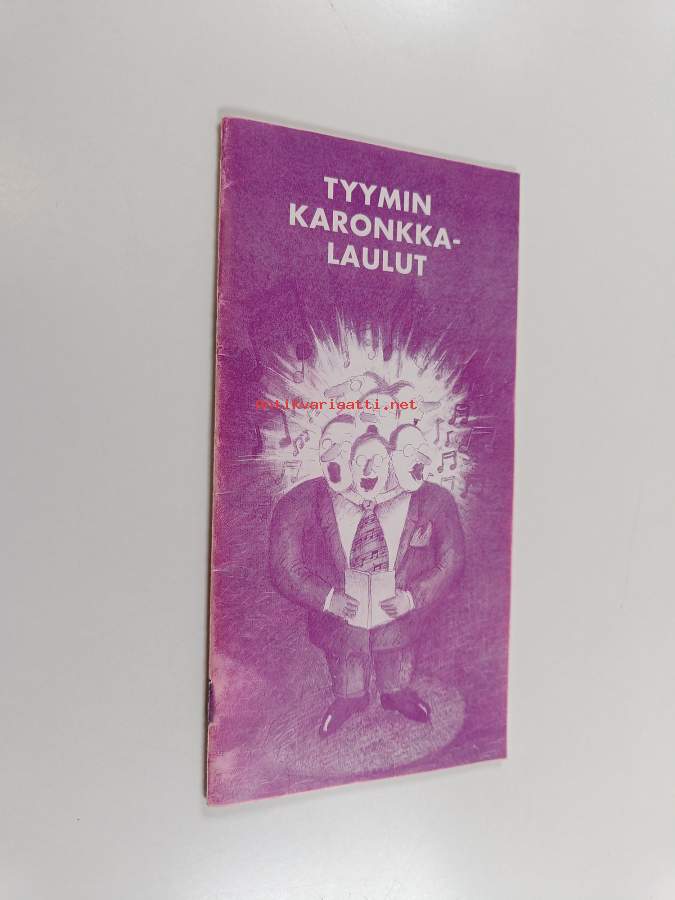 TYYMIN
KARONKKA-
LAULUT
Antikvariaatti.net